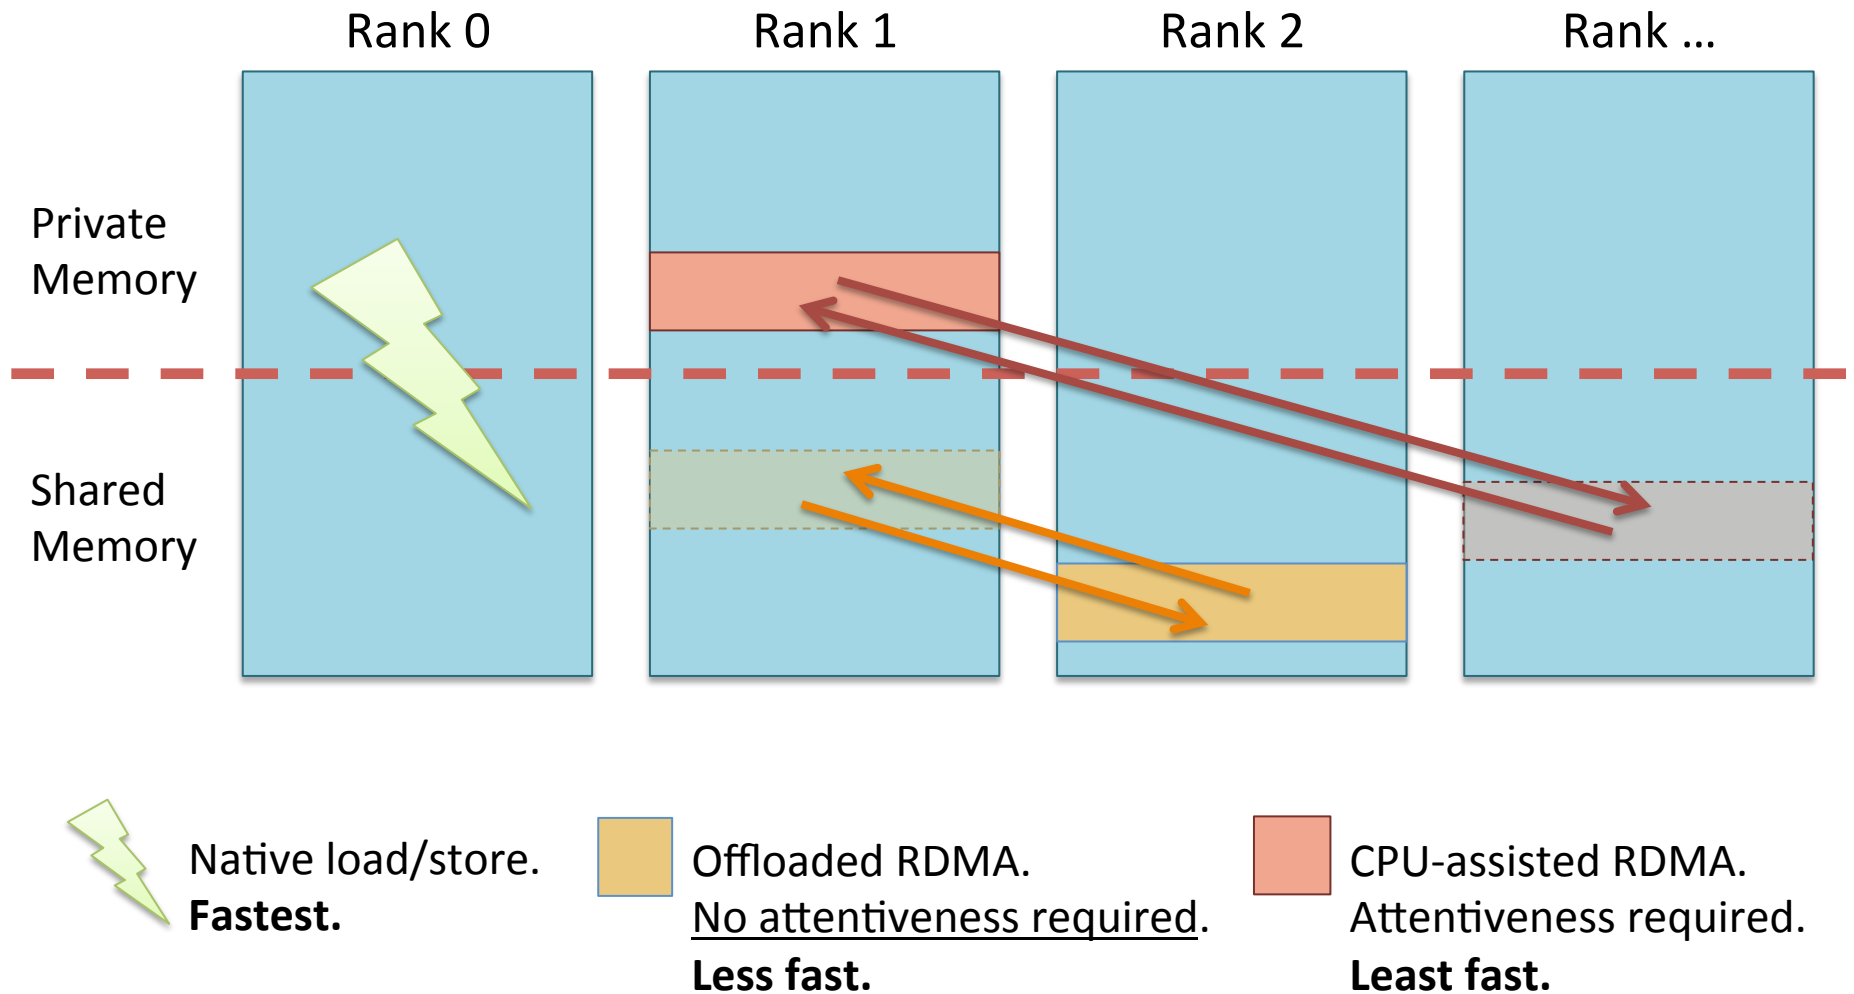 Rank 0
Rank 1
Rank 2
Rank ...
Private
Memory
Shared
Memory
Native load/store.
Fastest.
Offloaded RDMA.
No attentiveness required.
Less fast.
CPU-assisted RDMA.
Attentiveness required.
Least fast.